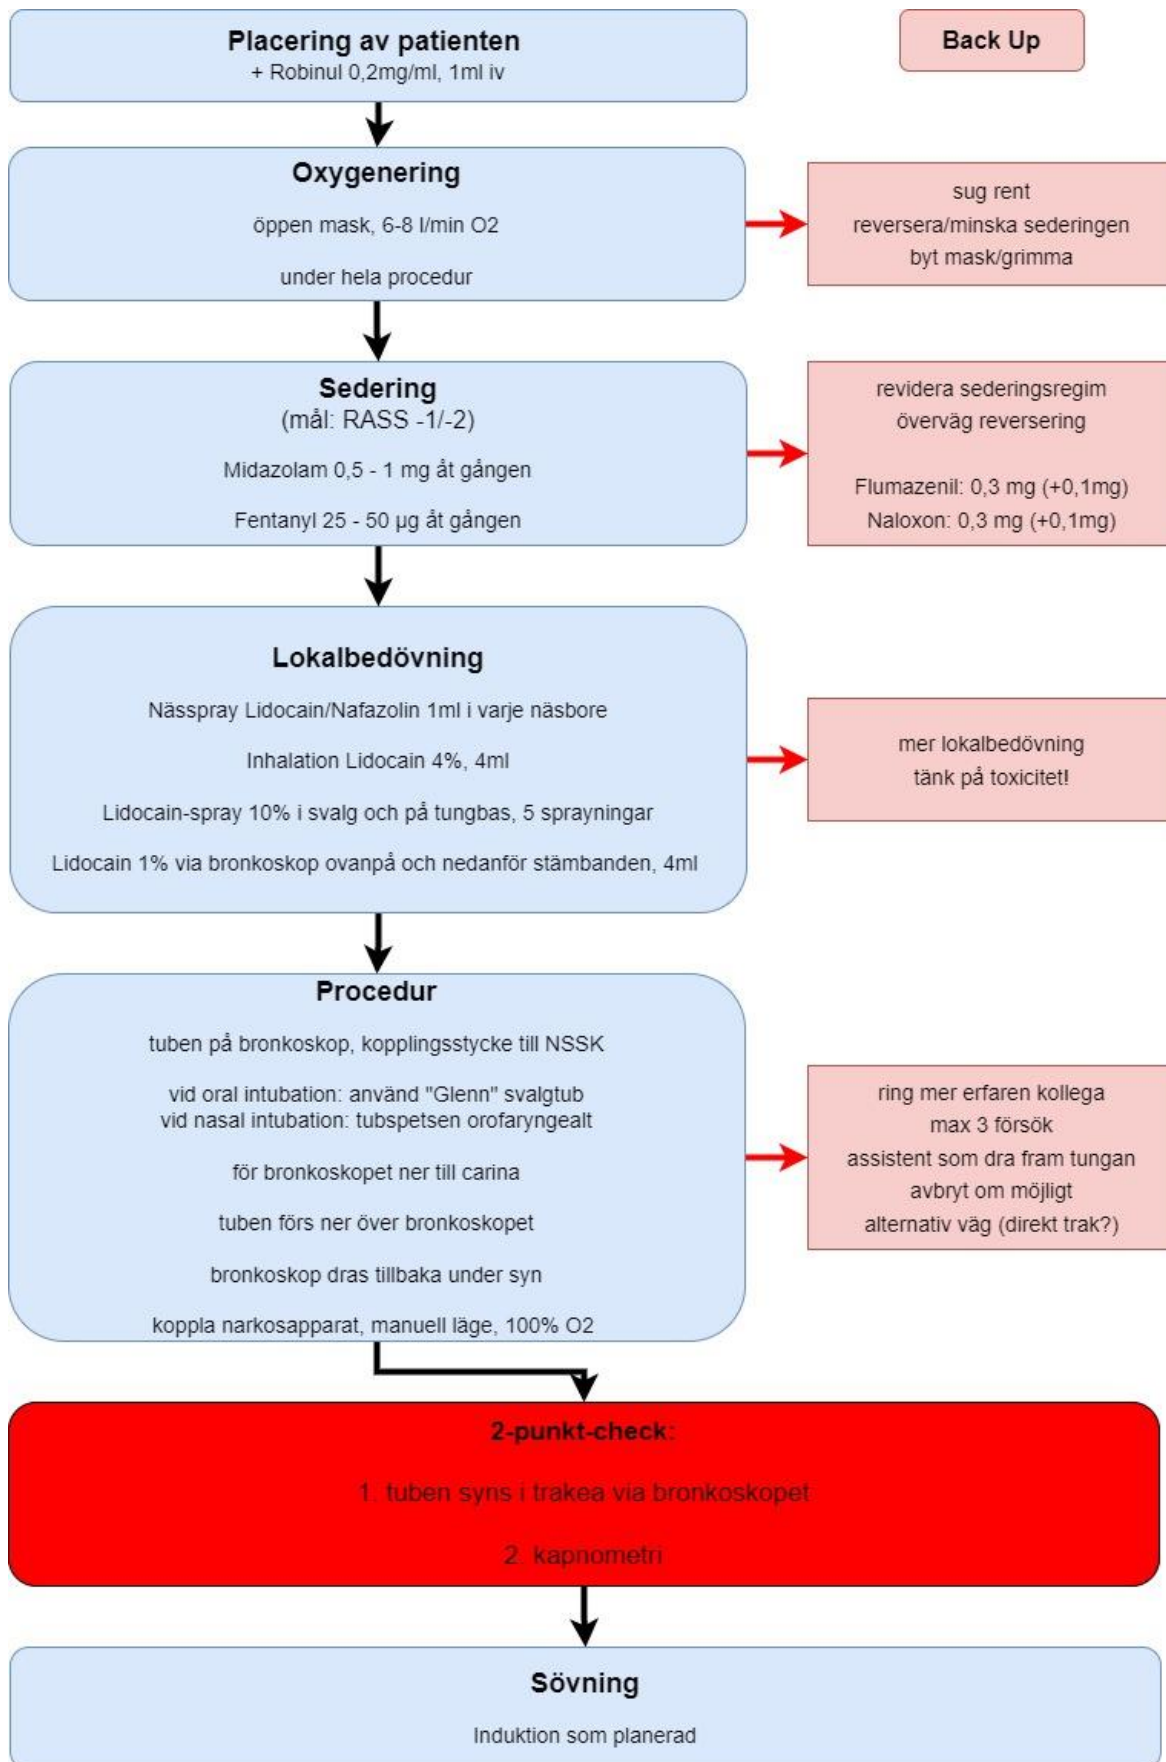 Placering av patienten
+ Robinul 0,2mg/ml, 1ml iv
Back Up
Oxygenering
öppen mask, 6-8 l/min O2
under hela procedur
sug rent
reversera/minska sederingen
byt mask/grimma
Sedering
(mål: RASS -1/-2)
Midazolam 0,5 - 1 mg åt gången
Fentanyl 25 - 50 µg åt gången
revidera sederingsregim
överväg reversering
Flumazenil: 0,3 mg (+0,1mg)
Naloxon: 0,3 mg (+0,1mg)
Lokalbedövning
Nässpray Lidocain/Nafazolin 1ml i varje näsbore
Inhalation Lidocain 4%, 4ml
Lidocain-spray 10% i svalg och på tungbas, 5 sprayningar
Lidocain 1% via bronkoskop ovanpå och nedanför stämbanden, 4ml
mer lokalbedövning
tänk på toxicitet!
Procedur
tuben på bronkoskop, kopplingsstycke till NSSK
vid oral intubation: använd "Glenn" svalgtub
vid nasal intubation: tubspetsen orofaryngealt
för bronkoskopet ner till carina
tuben förs ner över bronkoskopet
bronkoskop dras tillbaka under syn
koppla narkosapparat, manuell läge, 100% O2
ring mer erfaren kollega
max 3 försök
assistent som dra fram tungan
avbryt om möjligt
alternativ väg (direkt trak?)
2-punkt-check:
1. tuben syns i trakea via bronkoskopet
2. kapnometri
Sövning
Induktion som planerad